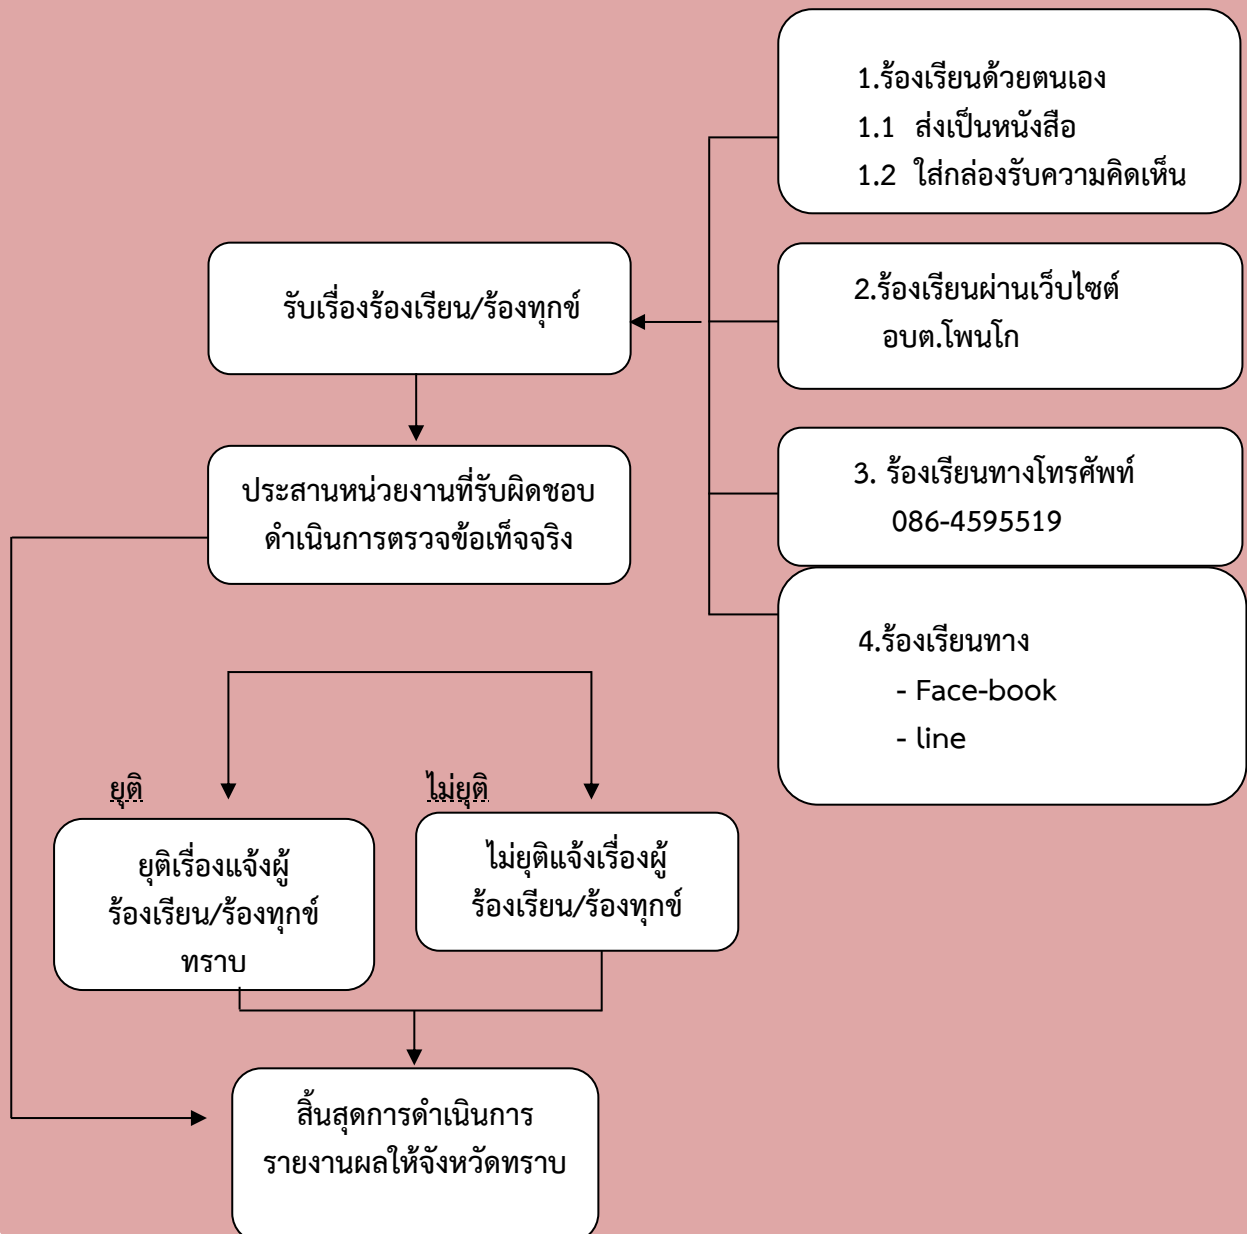 1.ร้องเรียนด้วยตนเอง
1.1 ส่งเป็นหนังสือ
1.2 ใส่กล่องรับความคิดเห็น
รับเรื่องร้องเรียน/ร้องทุกข์
2.ร้องเรียนผ่านเว็บไซต์
อบต.โพนโก
ประสานหน่วยงานที่รับผิดชอบ
ดำเนินการตรวจข้อเท็จจริง
3. ร้องเรียนทางโทรศัพท์
086-4595519
4.ร้องเรียนทาง
- Face-book
- line
ยุติ
ไม่ยุติ
ยุติเรื่องแจ้งผู้
ร้องเรียน/ร้องทุกข์
ทราบ
ไม่ยุติแจ้งเรื่องผู้
ร้องเรียน/ร้องทุกข์
สิ้นสุดการดำเนินการ
รายงานผลให้จังหวัดทราบ